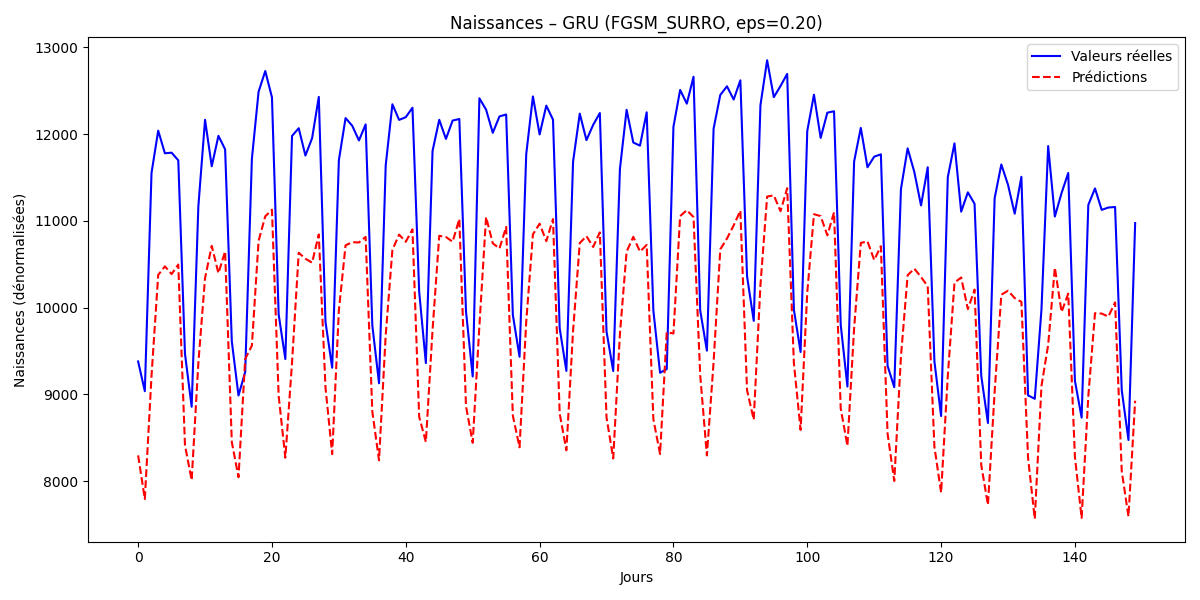 Naissances – GRU (FGSM_SURRO, eps=0.20)
Valeurs réelles
Prédictions
Naissances (dénormalisées)
13000
12000
11000
10000
9000
8000
0 20 40 60 80 100 120 140
Jours